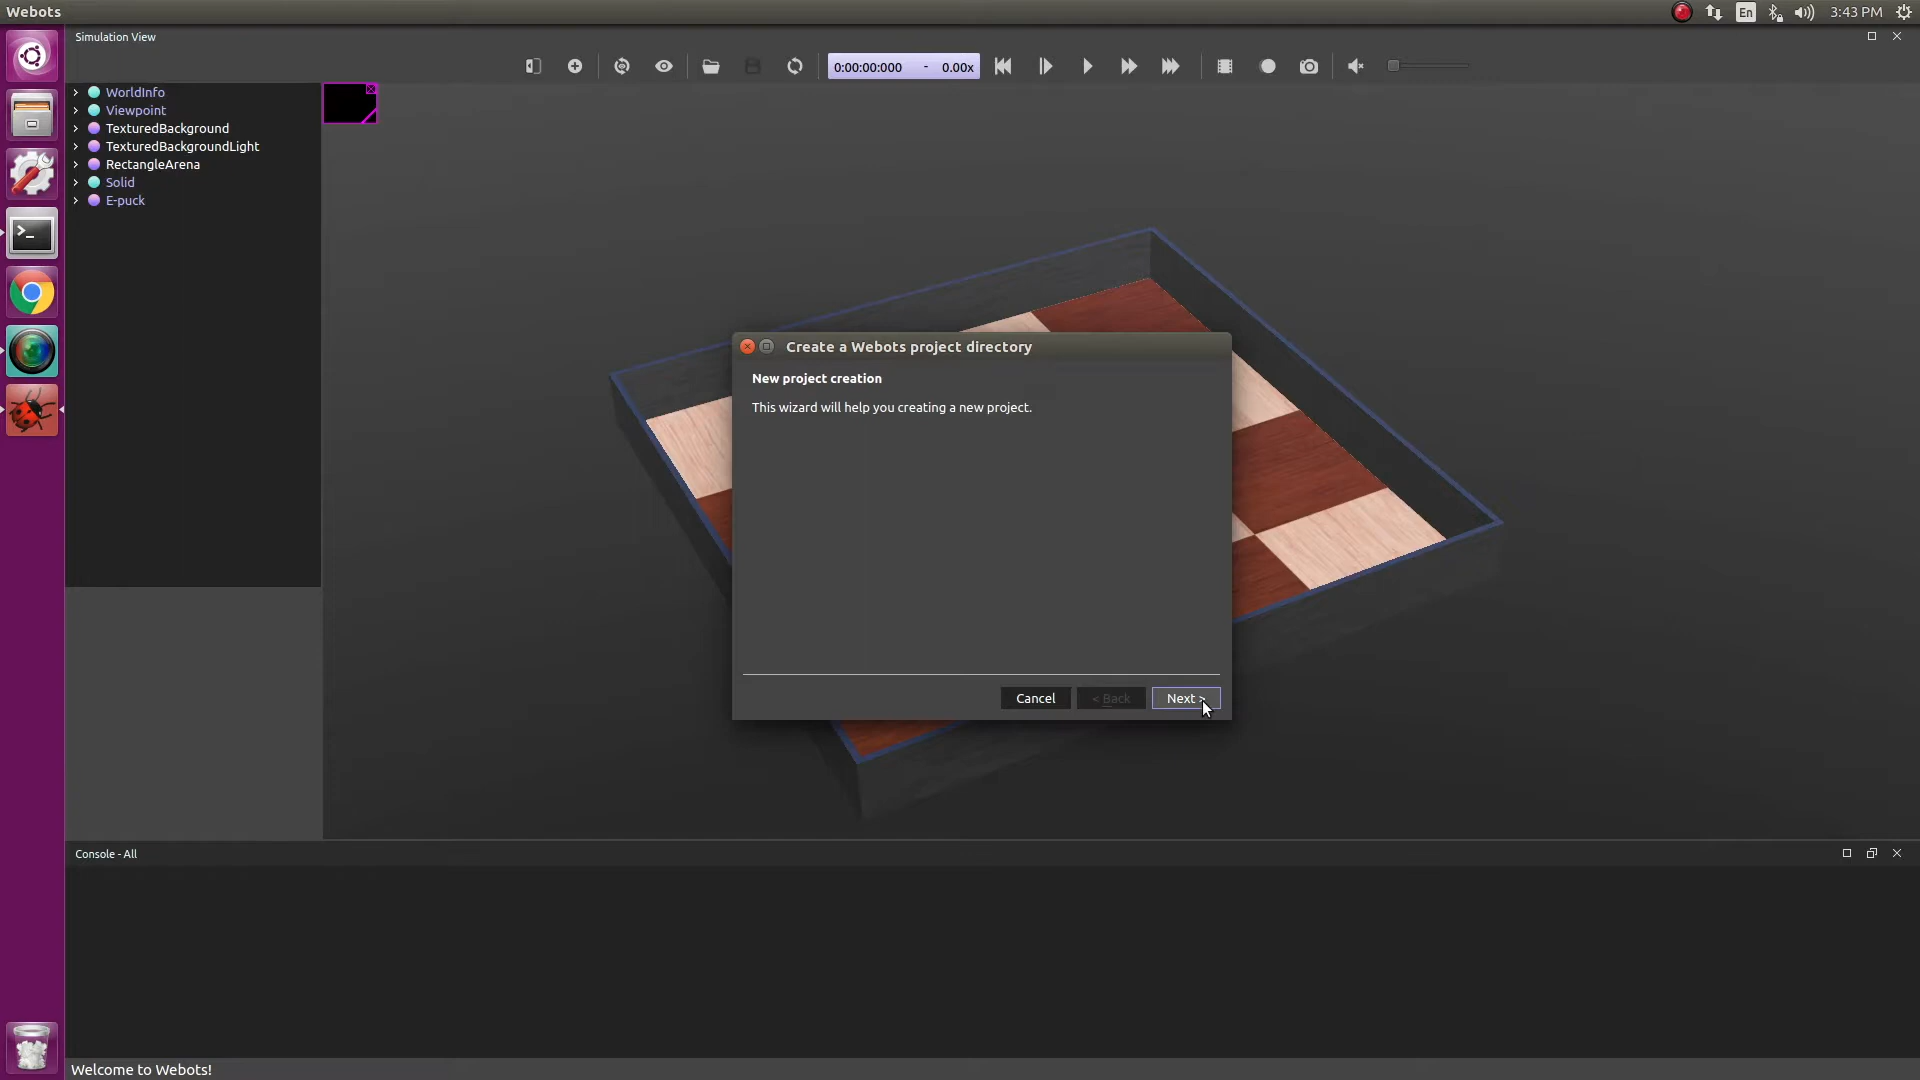 Webots
En
3:43 PM
Simulation View
0:00:00:000 - 0.00x
WorldInfo
Viewpoint
TexturedBackground
TexturedBackgroundLight
RectangleArena
Solid
E-puck
Create a Webots project directory
New project creation
This wizard will help you creating a new project.
Cancel
< Back
Next >
Console - All
Welcome to Webots!